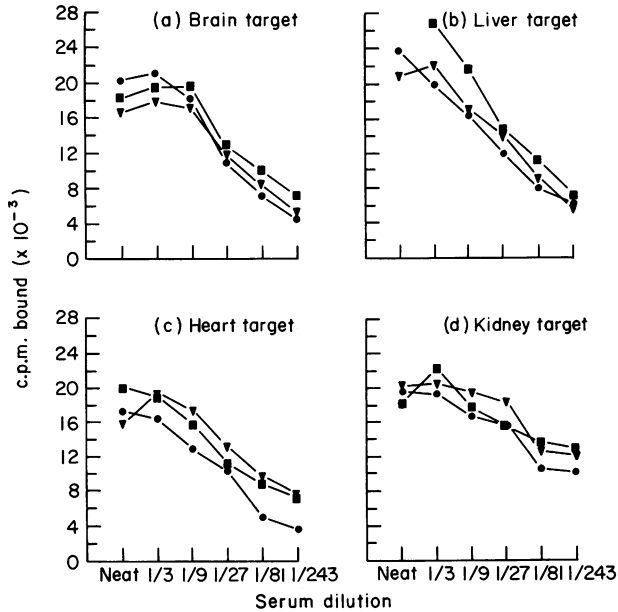 (a) Brain target
(b) Liver target
28
24
20
16
12
8
4
0
c.p.m. bound (x 10⁻³)
(c) Heart target
(d) Kidney target
28
24
20
16
12
8
4
0
Neat 1/3 1/9 1/27 1/81 1/243
Neat 1/3 1/9 1/27 1/81 1/243
Serum dilution